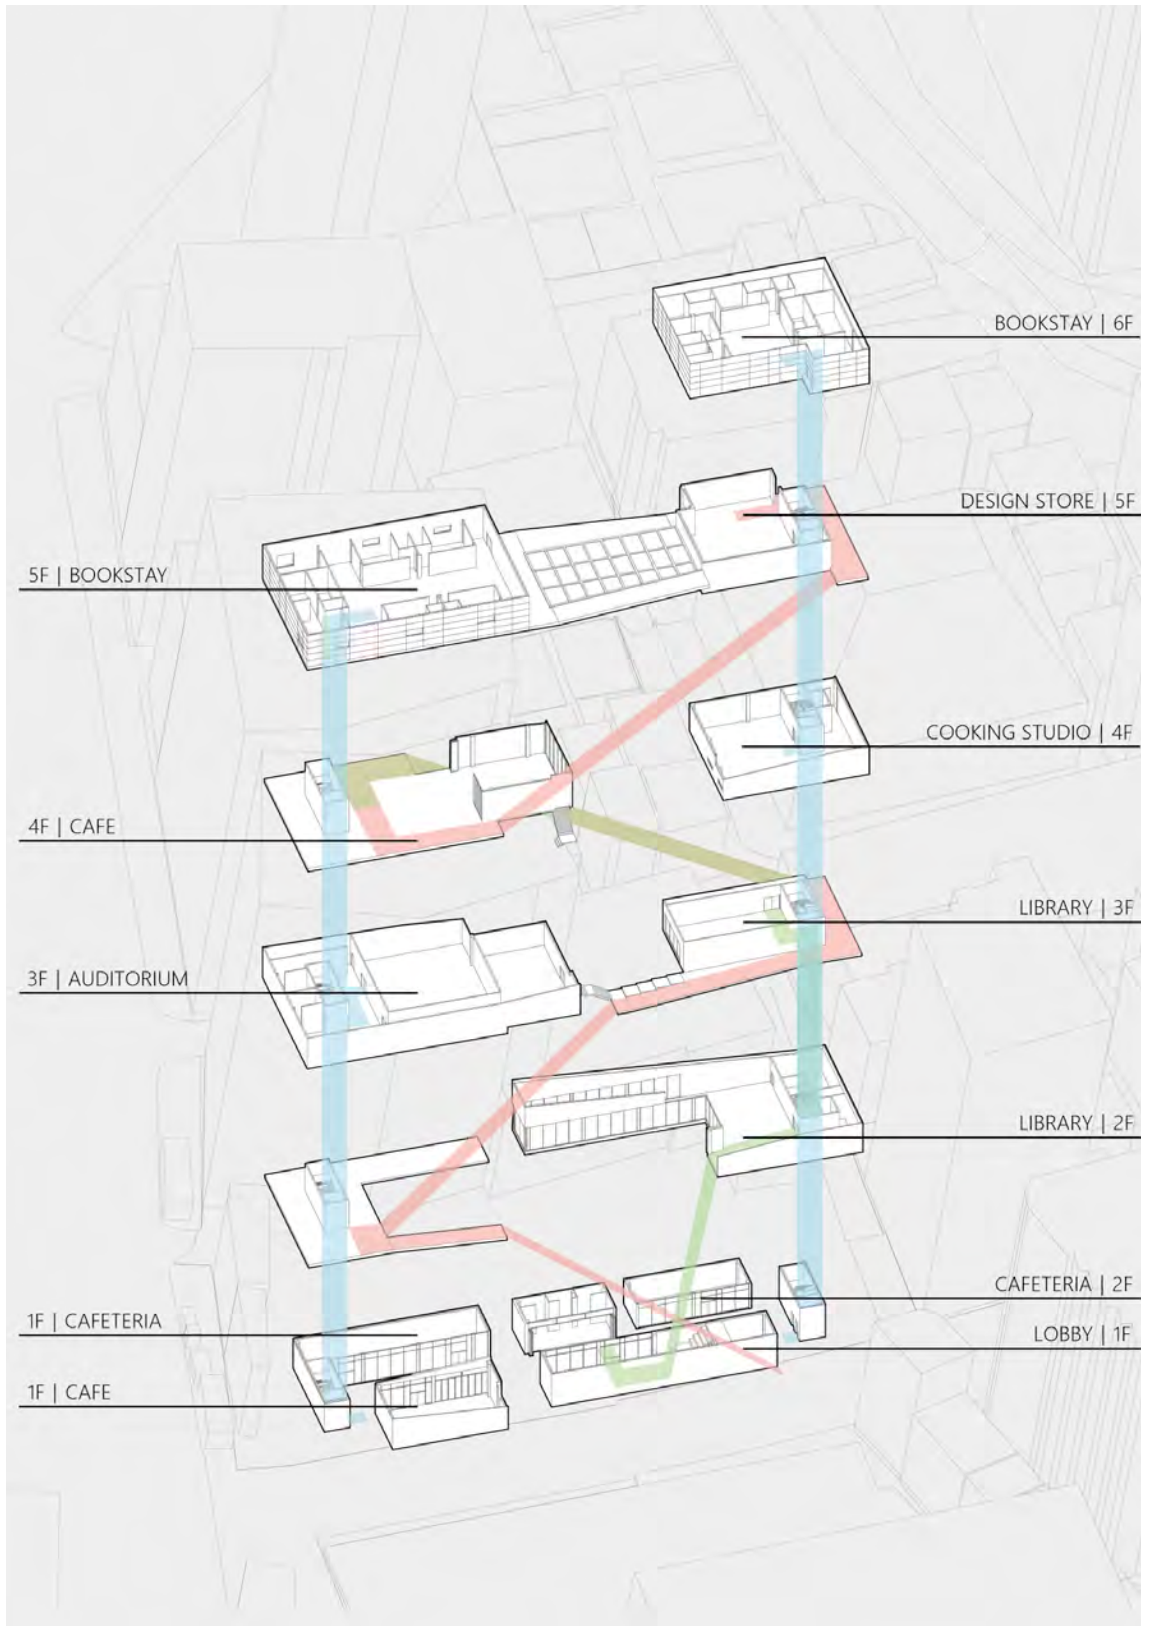 BOOKSTAY | 6F
DESIGN STORE | 5F
5F | BOOKSTAY
COOKING STUDIO | 4F
4F | CAFE
LIBRARY | 3F
3F | AUDITORIUM
LIBRARY | 2F
CAFETERIA | 2F
1F | CAFETERIA
LOBBY | 1F
1F | CAFE